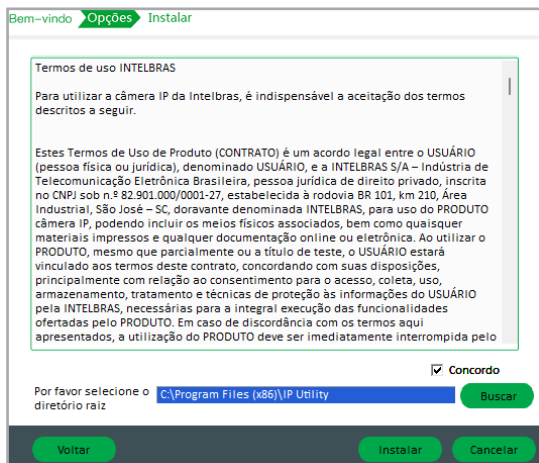 Bem-vindo Opções Instalar
Termos de uso INTELBRAS
Para utilizar a câmera IP da Intelbras, é indispensável a aceitação dos termos
descritos a seguir.
Estes Termos de Uso de Produto (CONTRATO) é um acordo legal entre o USUÁRIO
(pessoa física ou jurídica), denominado USUÁRIO, e a INTELBRAS S/A – Indústria de
Telecomunicação Eletrônica Brasileira, pessoa jurídica de direito privado, inscrita
no CNPJ sob n.º 82.901.000/0001-27, estabelecida à rodovia BR 101, km 210, Área
Industrial, São José – SC, doravante denominada INTELBRAS, para uso do PRODUTO
câmera IP, podendo incluir os meios físicos associados, bem como quaisquer
materiais impressos e qualquer documentação online ou eletrônica. Ao utilizar o
PRODUTO, mesmo que parcialmente ou a título de teste, o USUÁRIO estará
vinculado aos termos deste contrato, concordando com suas disposições,
principalmente com relação ao consentimento para o acesso, coleta, uso,
armazenamento, tratamento e técnicas de proteção às informações do USUÁRIO
pela INTELBRAS, necessárias para a integral execução das funcionalidades
ofertadas pelo PRODUTO. Em caso de discordância com os termos aqui
apresentados, a utilização do PRODUTO deve ser imediatamente interrompida pelo
Concordo
Por favor selecione o
diretório raiz
C:\Program Files (x86)\IP Utility
Buscar
Voltar Instalar Cancelar